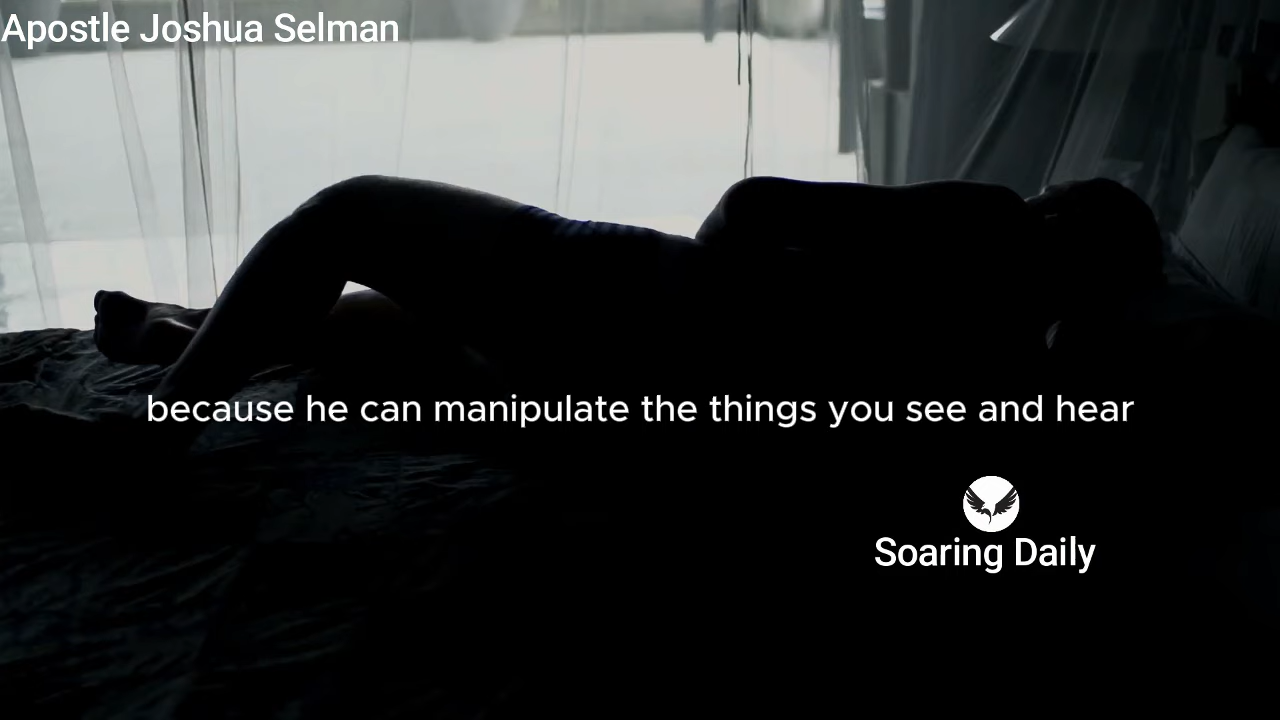 Apostle Joshua Selman
because he can manipulate the things you see and hear
Soaring Daily